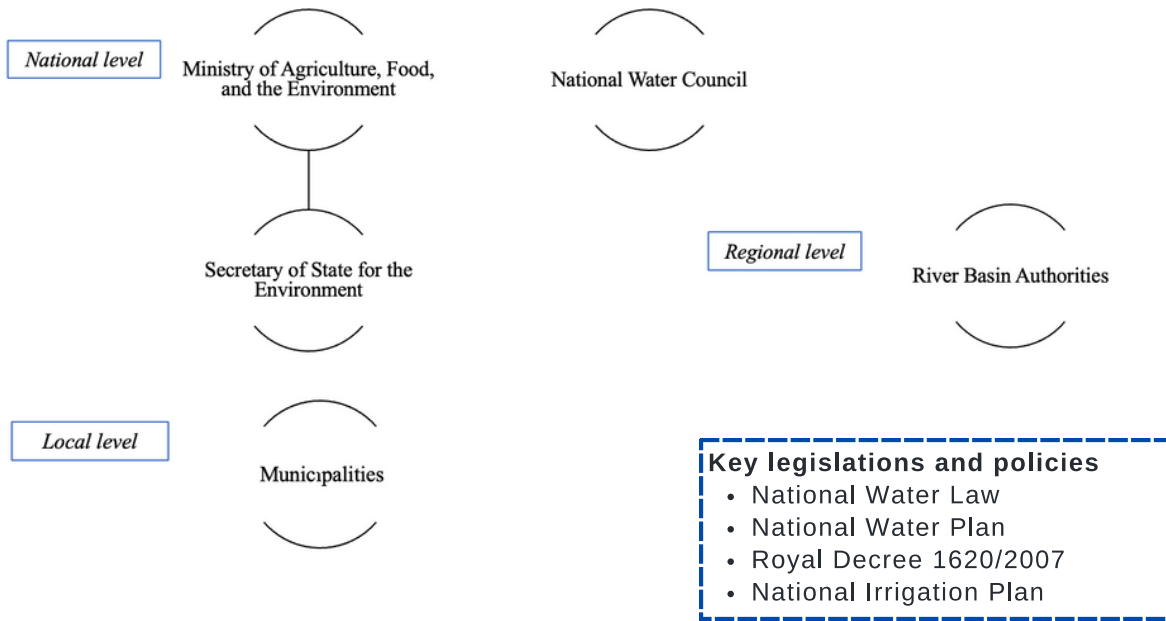 National level
Ministry of Agriculture, Food,
and the Environment
National Water Council
Secretary of State for the
Environment
Regional level
River Basin Authorities
Local level
Municipalities
Key legislations and policies
• National Water Law
• National Water Plan
• Royal Decree 1620/2007
• National Irrigation Plan